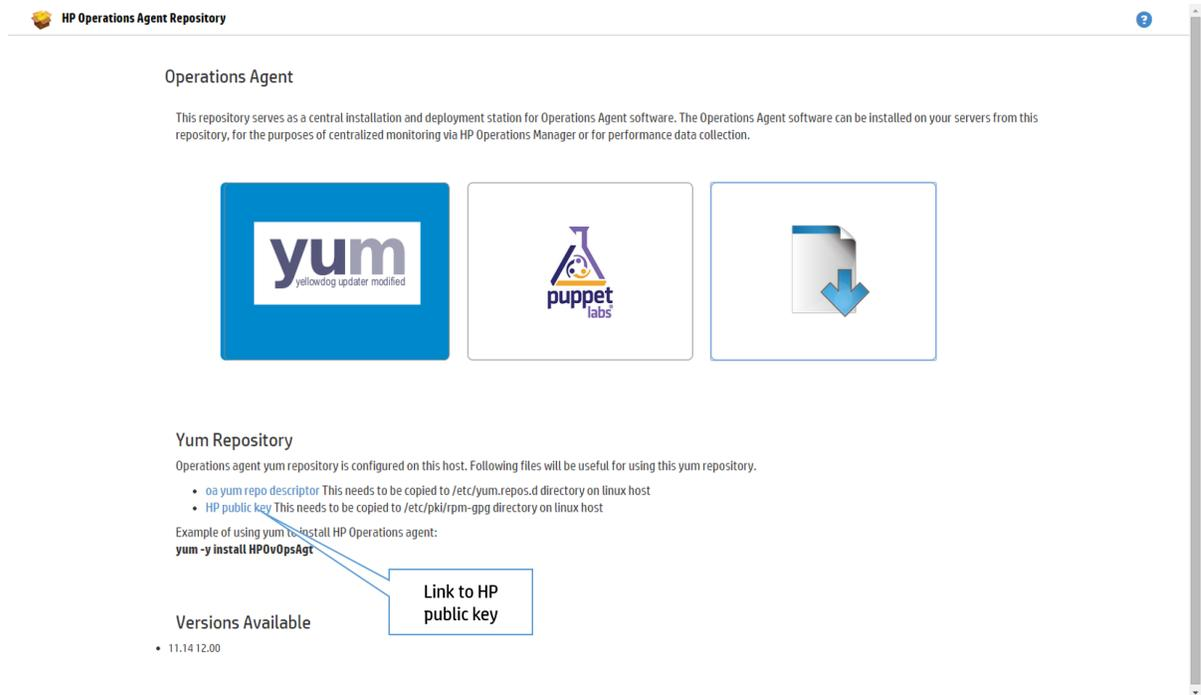 HP Operations Agent Repository
?
Operations Agent
This repository serves as a central installation and deployment station for Operations Agent software. The Operations Agent software can be installed on your servers from this
repository, for the purposes of centralized monitoring via HP Operations Manager or for performance data collection.
yum
yellowdog updater modified
puppet
labs
Yum Repository
Operations agent yum repository is configured on this host. Following files will be useful for using this yum repository.
• oa yum repo descriptor This needs to be copied to /etc/yum.repos.d directory on linux host
• HP public key This needs to be copied to /etc/pki/rpm-gpg directory on linux host
Example of using yum to install HP Operations agent:
yum -y install HPOvOpsAgt
Link to HP
public key
Versions Available
• 11.14 12.00